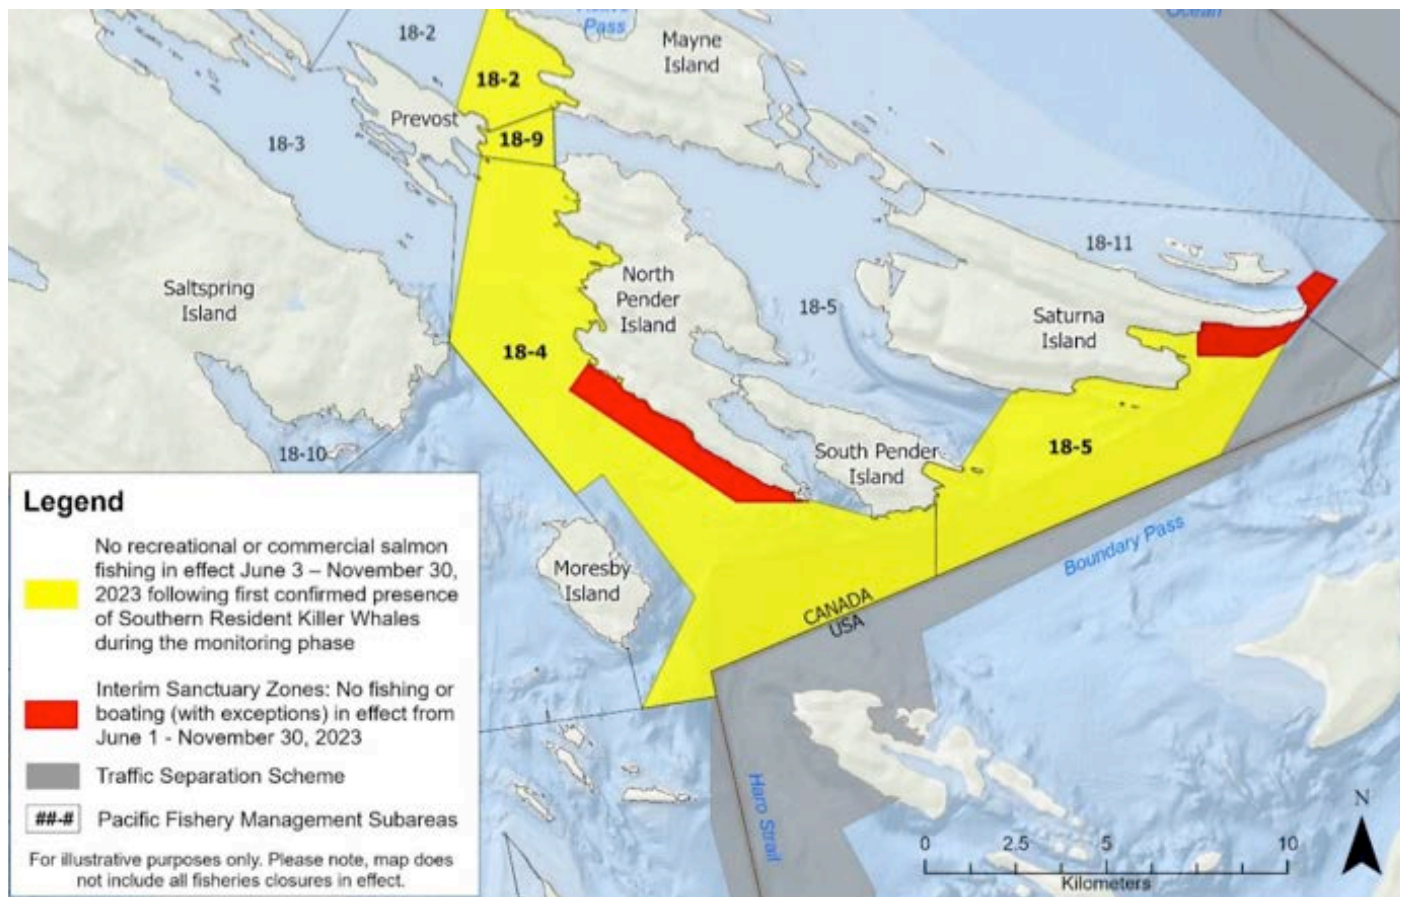 Pass
Ocean
18-2
Mayne
Island
18-2
Prevost
18-9
18-3
18-11
North
Pender
Island
Saltspring
Island
18-5
Saturna
Island
18-4
18-5
South Pender
Island
18-10
Boundary Pass
Moresby
Island
CANADA
USA
Haro Strait
Legend
No recreational or commercial salmon
fishing in effect June 3 – November 30,
2023 following first confirmed presence
of Southern Resident Killer Whales
during the monitoring phase
Interim Sanctuary Zones: No fishing or
boating (with exceptions) in effect from
June 1 - November 30, 2023
Traffic Separation Scheme
##-# Pacific Fishery Management Subareas
For illustrative purposes only. Please note, map does
not include all fisheries closures in effect.
N
0 2.5 5 10
Kilometers